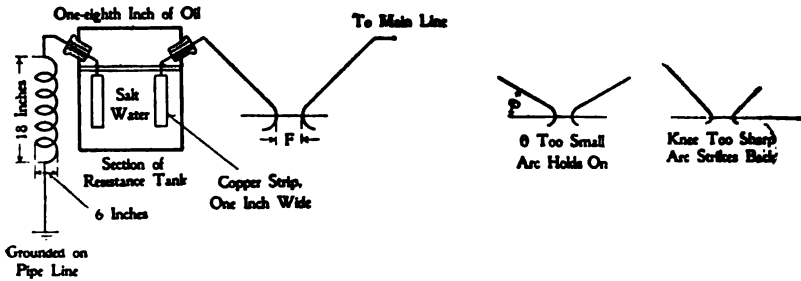 One-eighth Inch of Oil
To Main Line
18 Inches
Salt
Water
F
θ°
Section of
Resistance Tank
Copper Strip,
One Inch Wide
6 Inches
Grounded on
Pipe Line
θ Too Small
Arc Holds On
Knee Too Sharp
Arc Strikes Back